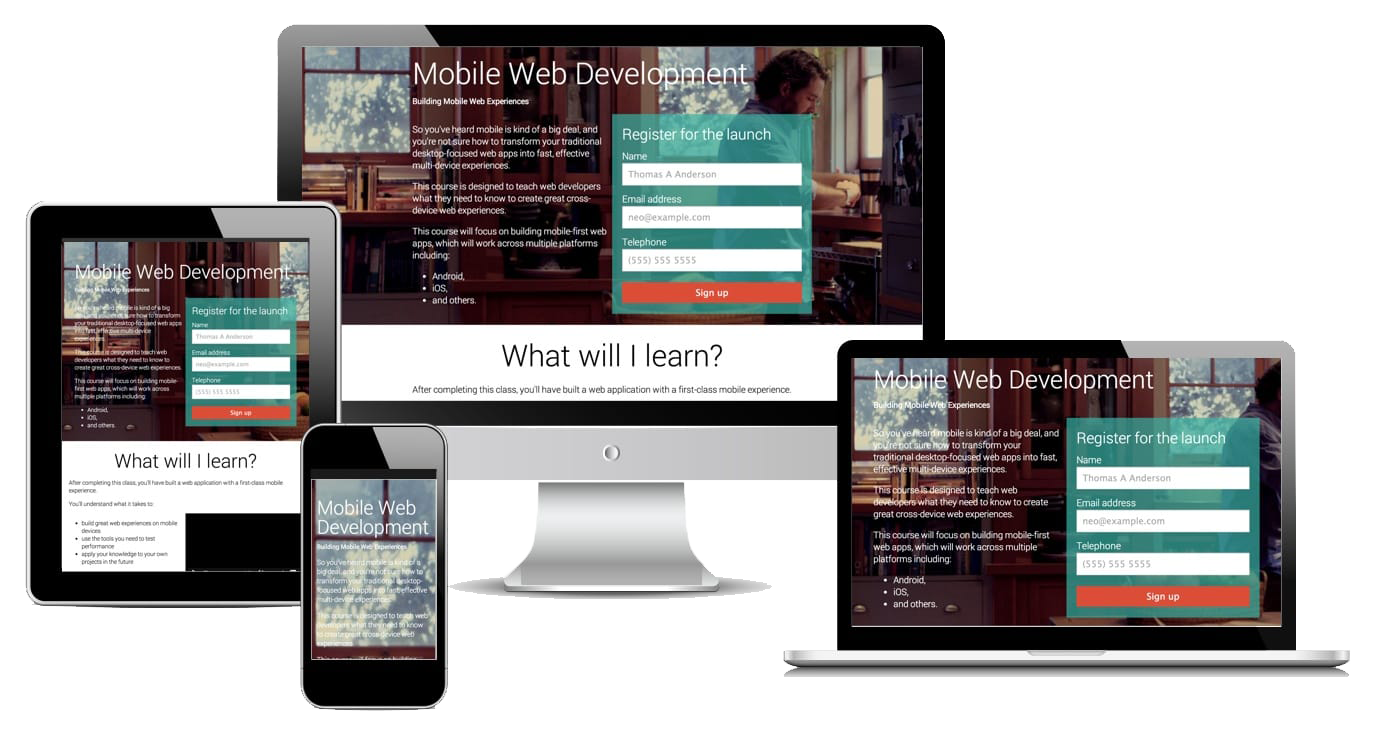 Mobile Web Development
Building Mobile Web Experiences
So you've heard mobile is kind of a big deal, and
you're not sure how to transform your traditional
desktop-focused web apps into fast, effective
multi-device experiences.
This course is designed to teach web developers
what they need to know to create great cross-
device web experiences.
This course will focus on building mobile-first web
apps, which will work across multiple platforms
including:
• Android,
• iOS,
• and others.
Register for the launch
Name
Thomas A Anderson
Email address
neo@example.com
Telephone
(555) 555 5555
Sign up
What will I learn?
After completing this class, you'll have built a web application with a first-class mobile experience.
Mobile Web Development
Building Mobile Web Experiences
So you've heard mobile is kind of a big
deal, and you're not sure how to transform
your traditional desktop-focused web apps
into fast, effective multi-device
experiences.
This course is designed to teach web
developers what they need to know to
create great cross-device web experiences.
This course will focus on building mobile-
first web apps, which will work across
multiple platforms including:
• Android,
• iOS,
• and others.
Register for the launch
Name
Thomas A Anderson
Email address
neo@example.com
Telephone
(555) 555 5555
Sign up
What will I learn?
After completing this class, you'll have built a web application with a first-class mobile
experience.
You'll understand what it takes to:
• build great web experiences on mobile
devices
• use the tools you need to test
performance
• apply your knowledge to your own
projects in the future
Mobile Web
Development
Building Mobile Web Experiences
So you've heard mobile is kind of a
big deal, and you're not sure how to
transform your traditional desktop-
focused web apps into fast, effective
multi-device experiences.
This course is designed to teach web
developers what they need to know
to create great cross-device web
experiences.
This course will focus on building
Mobile Web Development
Building Mobile Web Experiences
So you've heard mobile is kind of a big deal, and
you're not sure how to transform your
traditional desktop-focused web apps into fast,
effective multi-device experiences.
This course is designed to teach web
developers what they need to know to create
great cross-device web experiences.
This course will focus on building mobile-first
web apps, which will work across multiple
platforms including:
• Android,
• iOS,
• and others.
Register for the launch
Name
Thomas A Anderson
Email address
neo@example.com
Telephone
(555) 555 5555
Sign up